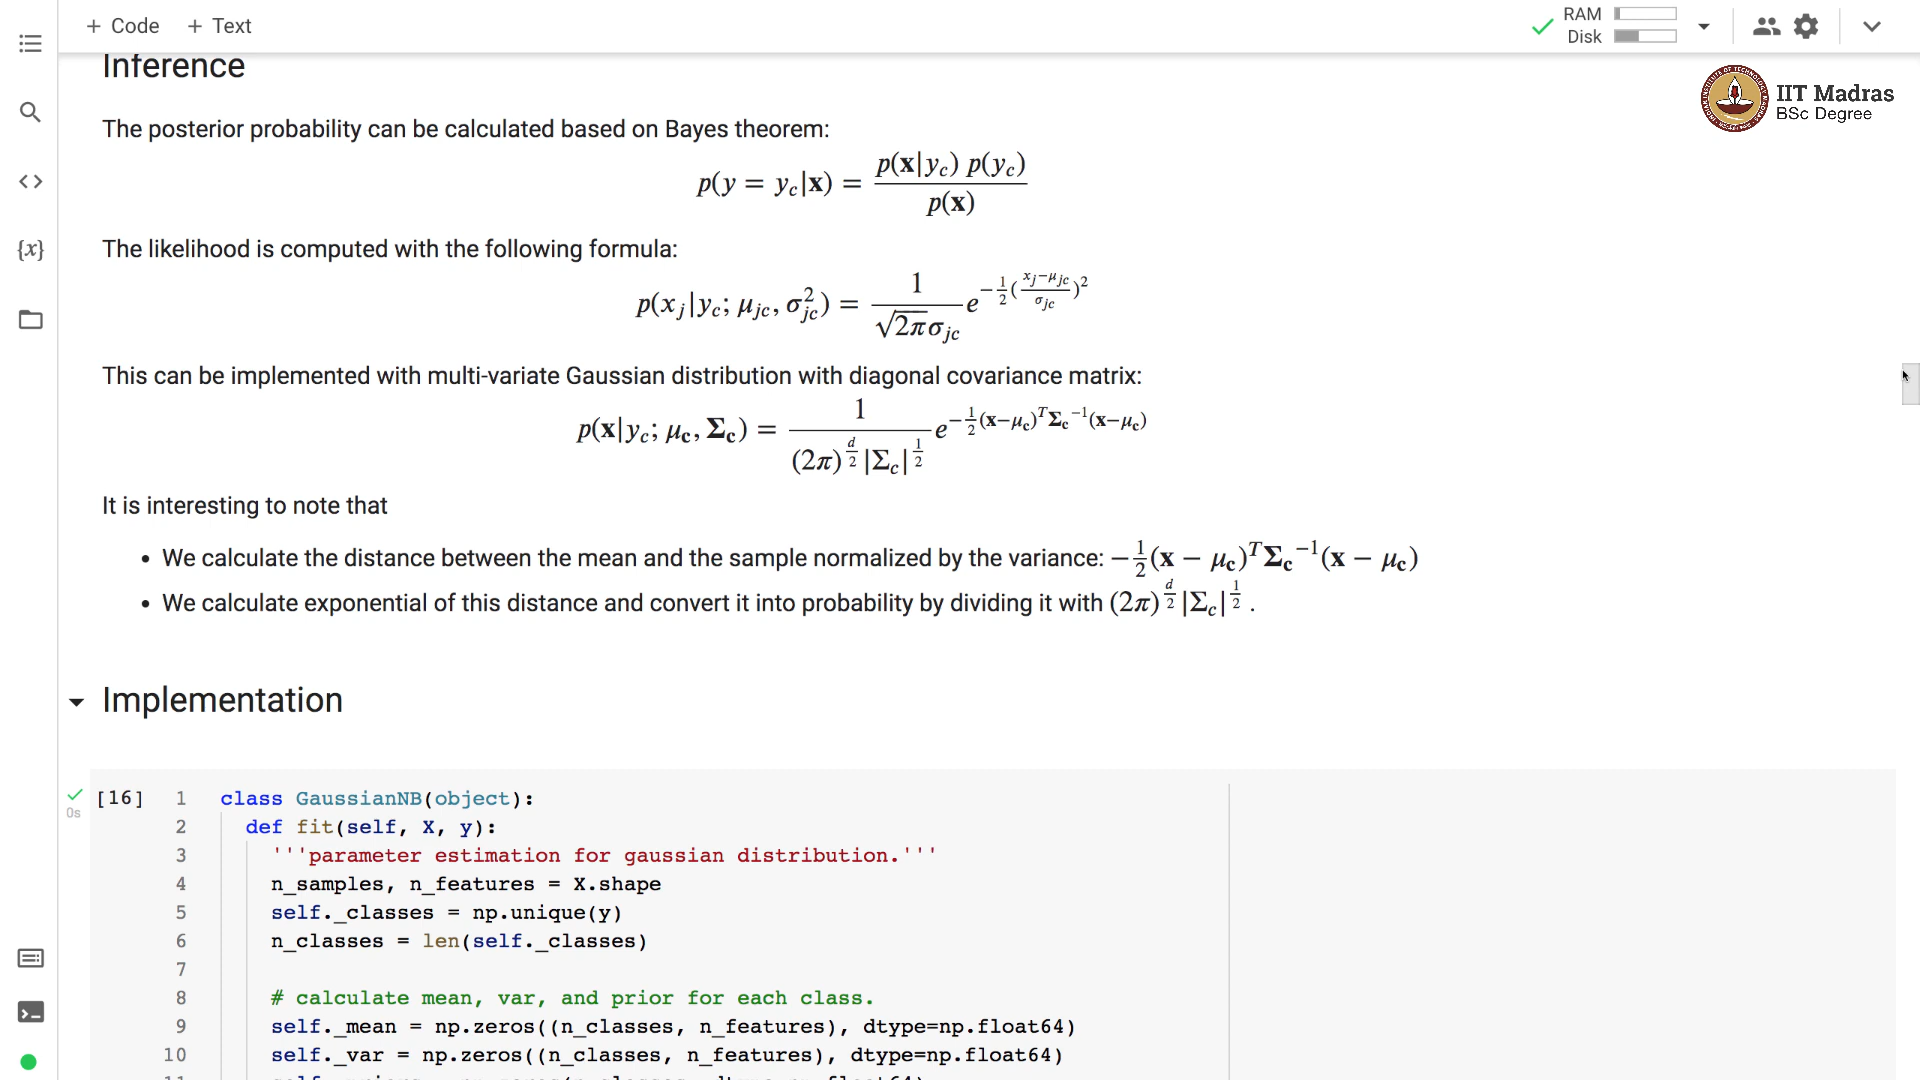 + Code + Text
RAM
Disk
Inference
IIT Madras
BSc Degree
The posterior probability can be calculated based on Bayes theorem:
p(y = y_c|x) = p(x|y_c) p(y_c) / p(x)
The likelihood is computed with the following formula:
p(x_j|y_c; μ_jc, σ²_jc) = 1 / (√2π σ_jc) e^{-1/2 ((x_j−μ_jc)/σ_jc)²}
This can be implemented with multi-variate Gaussian distribution with diagonal covariance matrix:
p(x|y_c; μ_c, Σ_c) = 1 / ((2π)^{d/2} |Σ_c|^{1/2}) e^{-1/2 (x−μ_c)^T Σ_c^{−1} (x−μ_c)}
It is interesting to note that
• We calculate the distance between the mean and the sample normalized by the variance: −1/2 (x − μ_c)^T Σ_c^{−1} (x − μ_c)
• We calculate exponential of this distance and convert it into probability by dividing it with (2π)^{d/2} |Σ_c|^{1/2} .
Implementation
[16] 1 class GaussianNB(object):
0s
2 def fit(self, X, y):
3 '''parameter estimation for gaussian distribution.'''
4 n_samples, n_features = X.shape
5 self._classes = np.unique(y)
6 n_classes = len(self._classes)
7
8 # calculate mean, var, and prior for each class.
9 self._mean = np.zeros((n_classes, n_features), dtype=np.float64)
10 self._var = np.zeros((n_classes, n_features), dtype=np.float64)